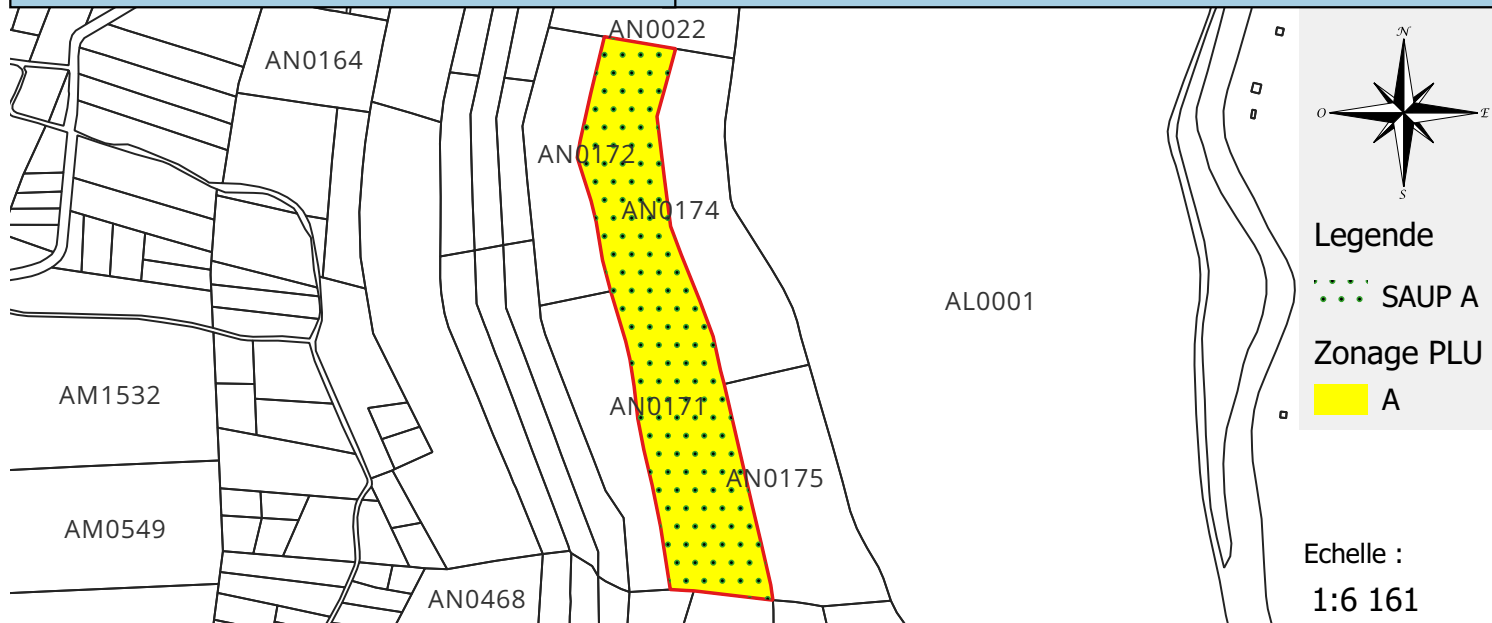 AN0022
AN0164
N
O
E
AN0172
S
AN0174
Legende
AL0001
SAUP A
Zonage PLU
AM1532
A
AN0171
AN0175
AM0549
Echelle :
AN0468
1:6 161